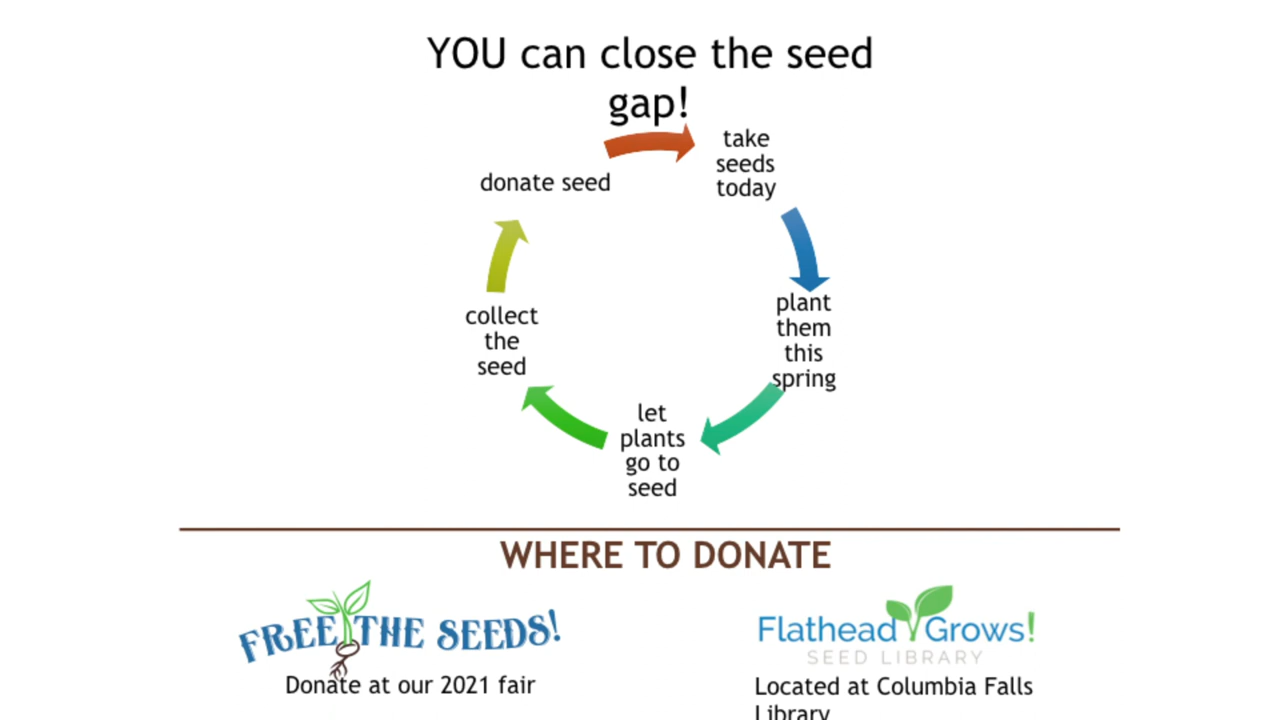 YOU can close the seed
gap!
take
seeds
today
plant
them
this
spring
let
plants
go to
seed
collect
the
seed
donate seed
WHERE TO DONATE
FREE THE SEEDS!
Donate at our 2021 fair
Flathead Grows!
SEED LIBRARY
Located at Columbia Falls
Library